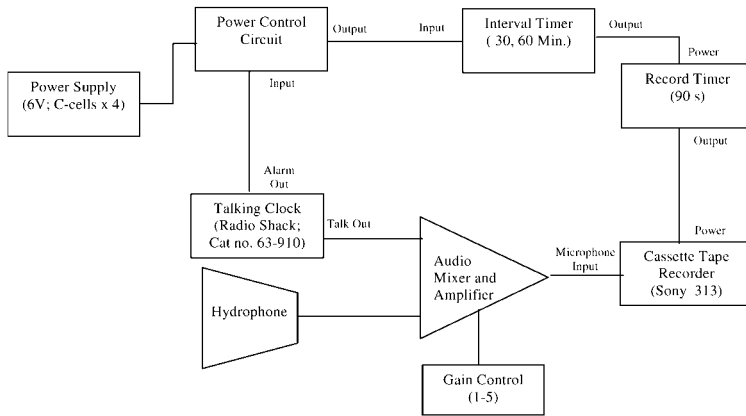 Power Control
Circuit
Output
Input
Interval Timer
( 30, 60 Min.)
Output
Power
Power Supply
(6V; C-cells x 4)
Input
Record Timer
(90 s)
Output
Alarm
Out
Talking Clock
(Radio Shack;
Cat no. 63-910)
Talk Out
Power
Audio
Mixer and
Amplifier
Microphone
Input
Cassette Tape
Recorder
(Sony 313)
Hydrophone
Gain Control
(1-5)